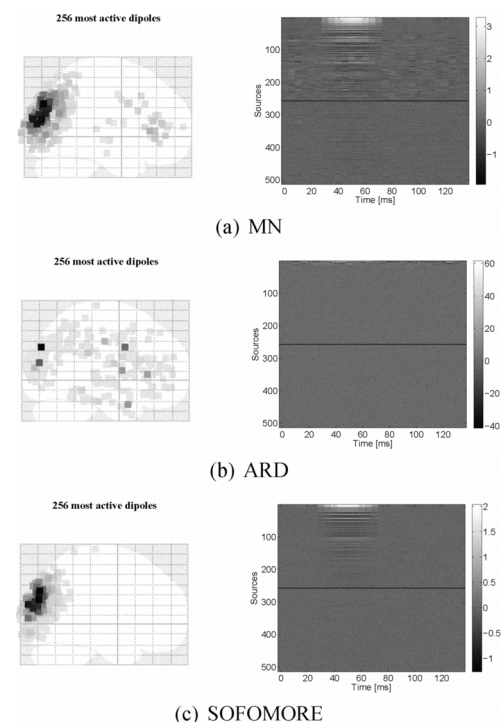 256 most active dipoles
Sources
100
200
300
400
500
0 20 40 60 80 100 120
Time [ms]
3
2
1
0
−1
(a) MN
256 most active dipoles
Sources
100
200
300
400
500
0 20 40 60 80 100 120
Time [ms]
60
40
20
0
−20
−40
(b) ARD
256 most active dipoles
Sources
100
200
300
400
500
0 20 40 60 80 100 120
Time [ms]
2
1.5
1
0.5
0
−0.5
−1
(c) SOFOMORE